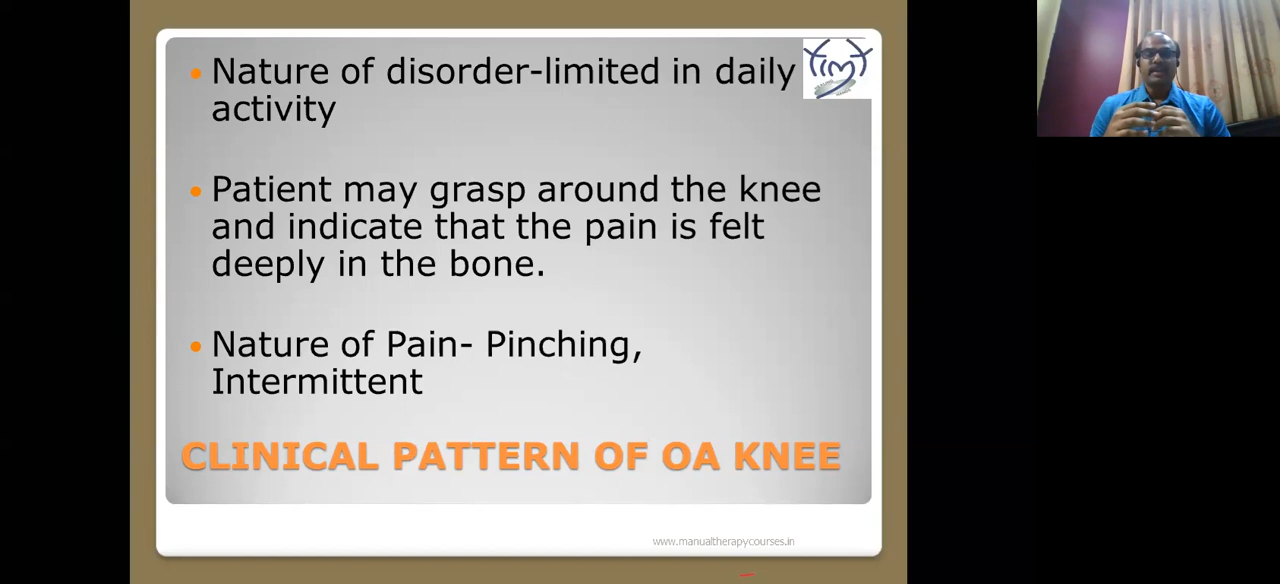 Nature of disorder-limited in daily
activity
Patient may grasp around the knee
and indicate that the pain is felt
deeply in the bone.
Nature of Pain- Pinching,
Intermittent
CLINICAL PATTERN OF OA KNEE
www.manualtherapycourses.in